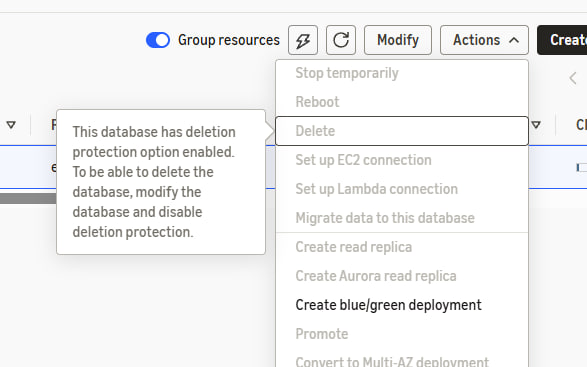 Group resources
Modify
Actions
Create
Stop temporarily
Reboot
Delete
Set up EC2 connection
Set up Lambda connection
Migrate data to this database
Create read replica
Create Aurora read replica
Create blue/green deployment
Promote
Convert to Multi-AZ deployment
This database has deletion
protection option enabled.
To be able to delete the
database, modify the
database and disable
deletion protection.